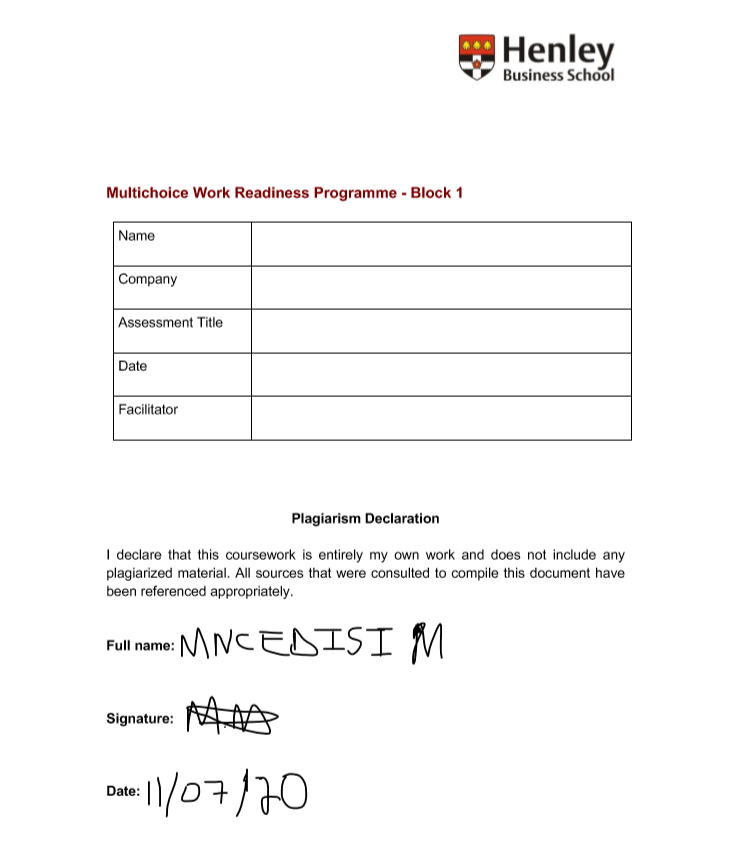 Henley
Business School
Multichoice Work Readiness Programme - Block 1
Name
Company
Assessment Title
Date
Facilitator
Plagiarism Declaration
I declare that this coursework is entirely my own work and does not include any
plagiarized material. All sources that were consulted to compile this document have
been referenced appropriately.
Full name: MNCEDISI M
Signature:
Date: 11/07/20